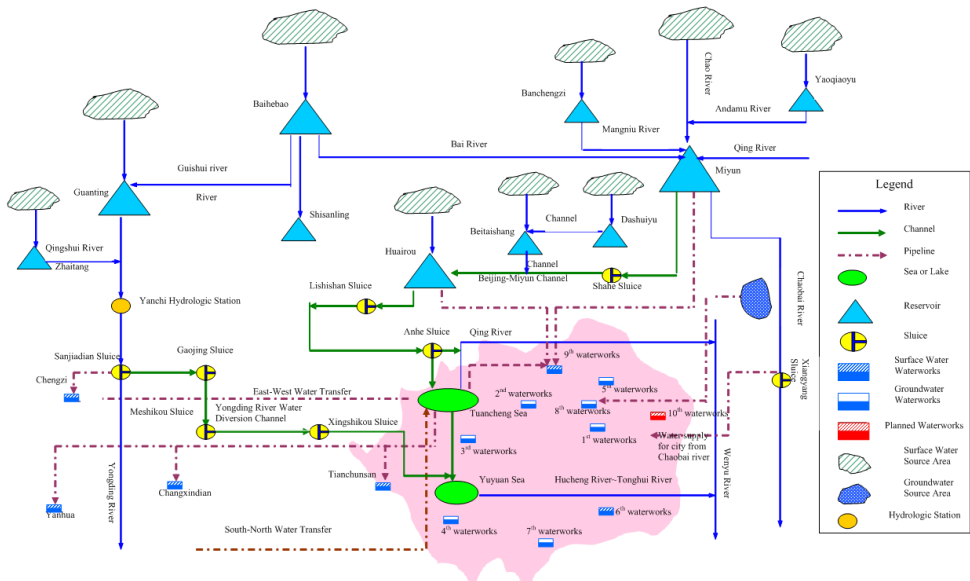 Chao River
Yaoqiaoyu
Banchengzi
Baihebao
Andamu River
Mangniu River
Bai River
Qing River
Miyun
Guishui river
River
Guanting
Shisanling
Channel
Dashuiyu
Beitaishang
Channel
Qingshui River
Zhaitang
Huairou
Beijing-Miyun Channel
Shahe Sluice
Lishishan Sluice
Yanchi Hydrologic Station
Chaobai River
Anhe Sluice
Qing River
Sanjiadian Sluice
Gaojing Sluice
9th waterworks
Xiangyang
Sluice
Chengzi
East-West Water Transfer
2nd waterworks
5st waterworks
8th waterworks
10th waterworks
Tuancheng Sea
Meishikou Sluice
Yongding River Water
Diversion Channel
Xingshikou Sluice
1st waterworks
Water supply
for city from
Chaobai river
3rd waterworks
Wenyu River
Yongding River
Yanhua
Changxindian
Tianchunsan
Yuyuan Sea
Hucheng River~Tonghui River
6th waterworks
4th waterworks
7th waterworks
South-North Water Transfer
Legend
River
Channel
Pipeline
Sea or Lake
Reservoir
Sluice
Surface Water
Waterworks
Groundwater
Waterworks
Planned Waterworks
Surface Water
Source Area
Groundwater
Source Area
Hydrologic Station